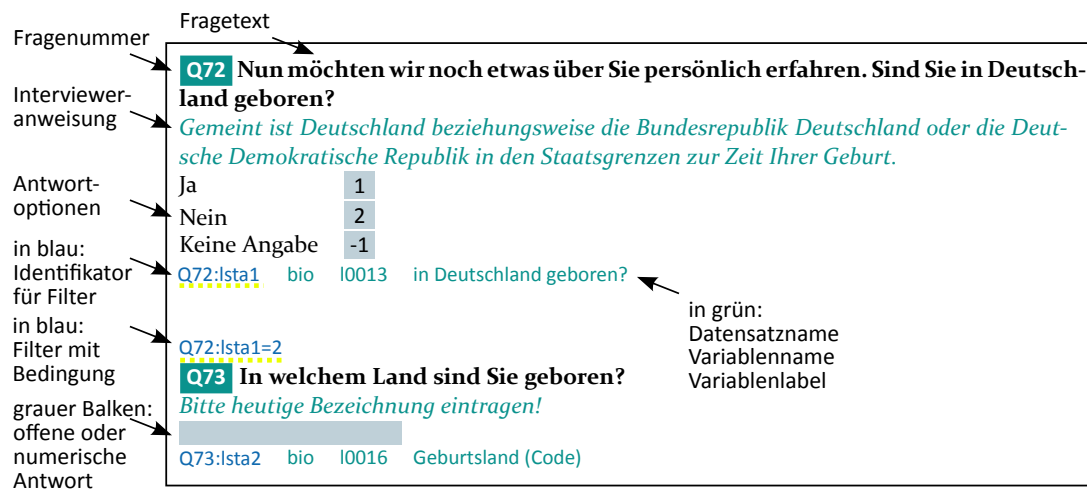 Fragetext
Fragenummer
Q72 Nun möchten wir noch etwas über Sie persönlich erfahren. Sind Sie in Deutsch-
land geboren?
Interviewer-
anweisung
Gemeint ist Deutschland beziehungsweise die Bundesrepublik Deutschland oder die Deut-
sche Demokratische Republik in den Staatsgrenzen zur Zeit Ihrer Geburt.
Antwort-
optionen
Ja 1
Nein 2
Keine Angabe -1
in blau:
Identifikator
für Filter
Q72:lsta1 bio l0013 in Deutschland geboren?
in grün:
Datensatzname
Variablenname
Variablenlabel
in blau:
Filter mit
Bedingung
Q72:lsta1=2
Q73 In welchem Land sind Sie geboren?
Bitte heutige Bezeichnung eintragen!
grauer Balken:
offene oder
numerische
Antwort
Q73:lsta2 bio l0016 Geburtsland (Code)